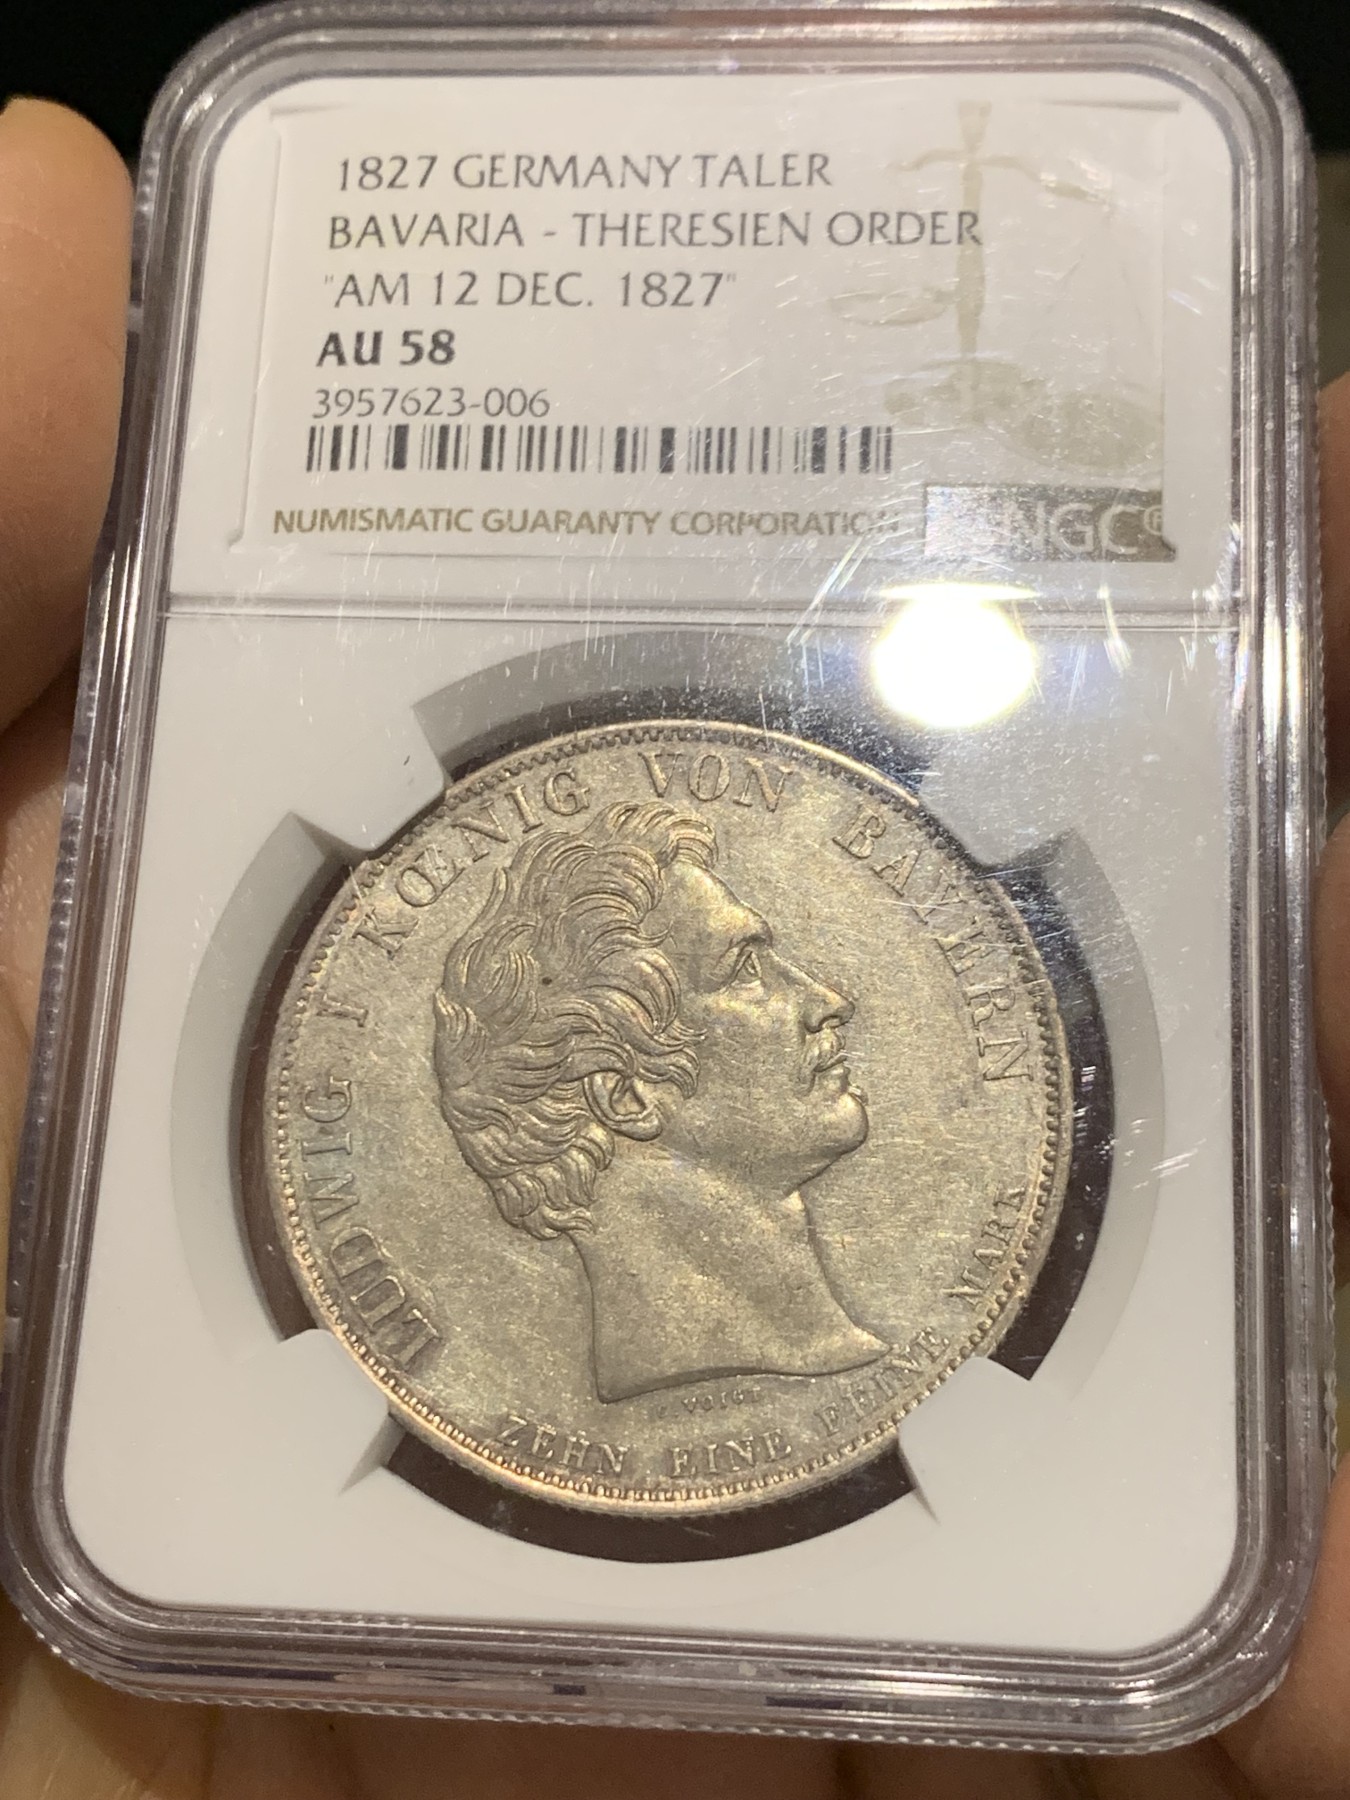 1827 GERMANY TALER
BAVARIA - THERESIEN ORDER
"AM 12 DEC. 1827"
AU 58
3957623-006
NUMISMATIC GUARANTY CORPORATION
NGC®
LUDWIG I KŒNIG VON BAYERN
C. VOIGT
ZEHN EINE FEINE MARK